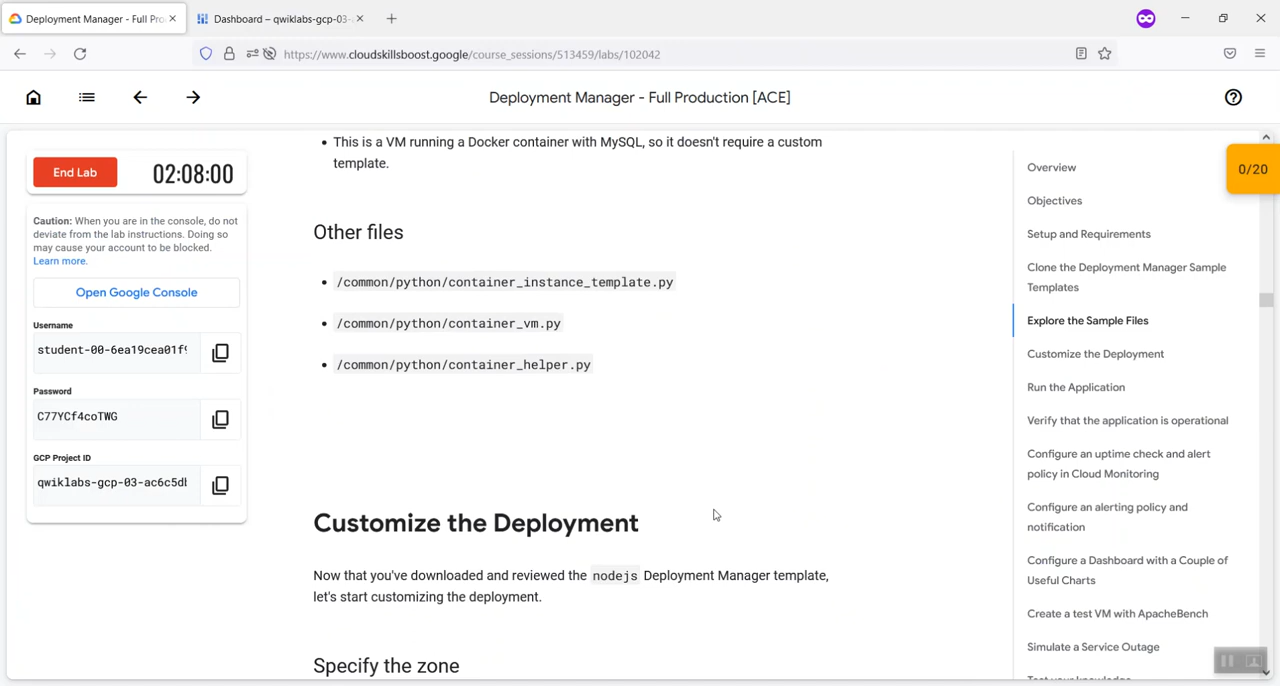 Deployment Manager - Full Pro
Dashboard – qwiklabs-gcp-03-
https://www.cloudskillsboost.google/course_sessions/513459/labs/102042
Deployment Manager - Full Production [ACE]
End Lab
02:08:00
Caution: When you are in the console, do not
deviate from the lab instructions. Doing so
may cause your account to be blocked.
Learn more.
Open Google Console
Username
student-00-6ea19cea01f9
Password
C77YCf4coTWG
GCP Project ID
qwiklabs-gcp-03-ac6c5db
• This is a VM running a Docker container with MySQL, so it doesn't require a custom
template.
Other files
• /common/python/container_instance_template.py
• /common/python/container_vm.py
• /common/python/container_helper.py
Customize the Deployment
Now that you've downloaded and reviewed the nodejs Deployment Manager template,
let's start customizing the deployment.
Specify the zone
Overview
Objectives
Setup and Requirements
Clone the Deployment Manager Sample
Templates
Explore the Sample Files
Customize the Deployment
Run the Application
Verify that the application is operational
Configure an uptime check and alert
policy in Cloud Monitoring
Configure an alerting policy and
notification
Configure a Dashboard with a Couple of
Useful Charts
Create a test VM with ApacheBench
Simulate a Service Outage
Test your knowledge
0/20